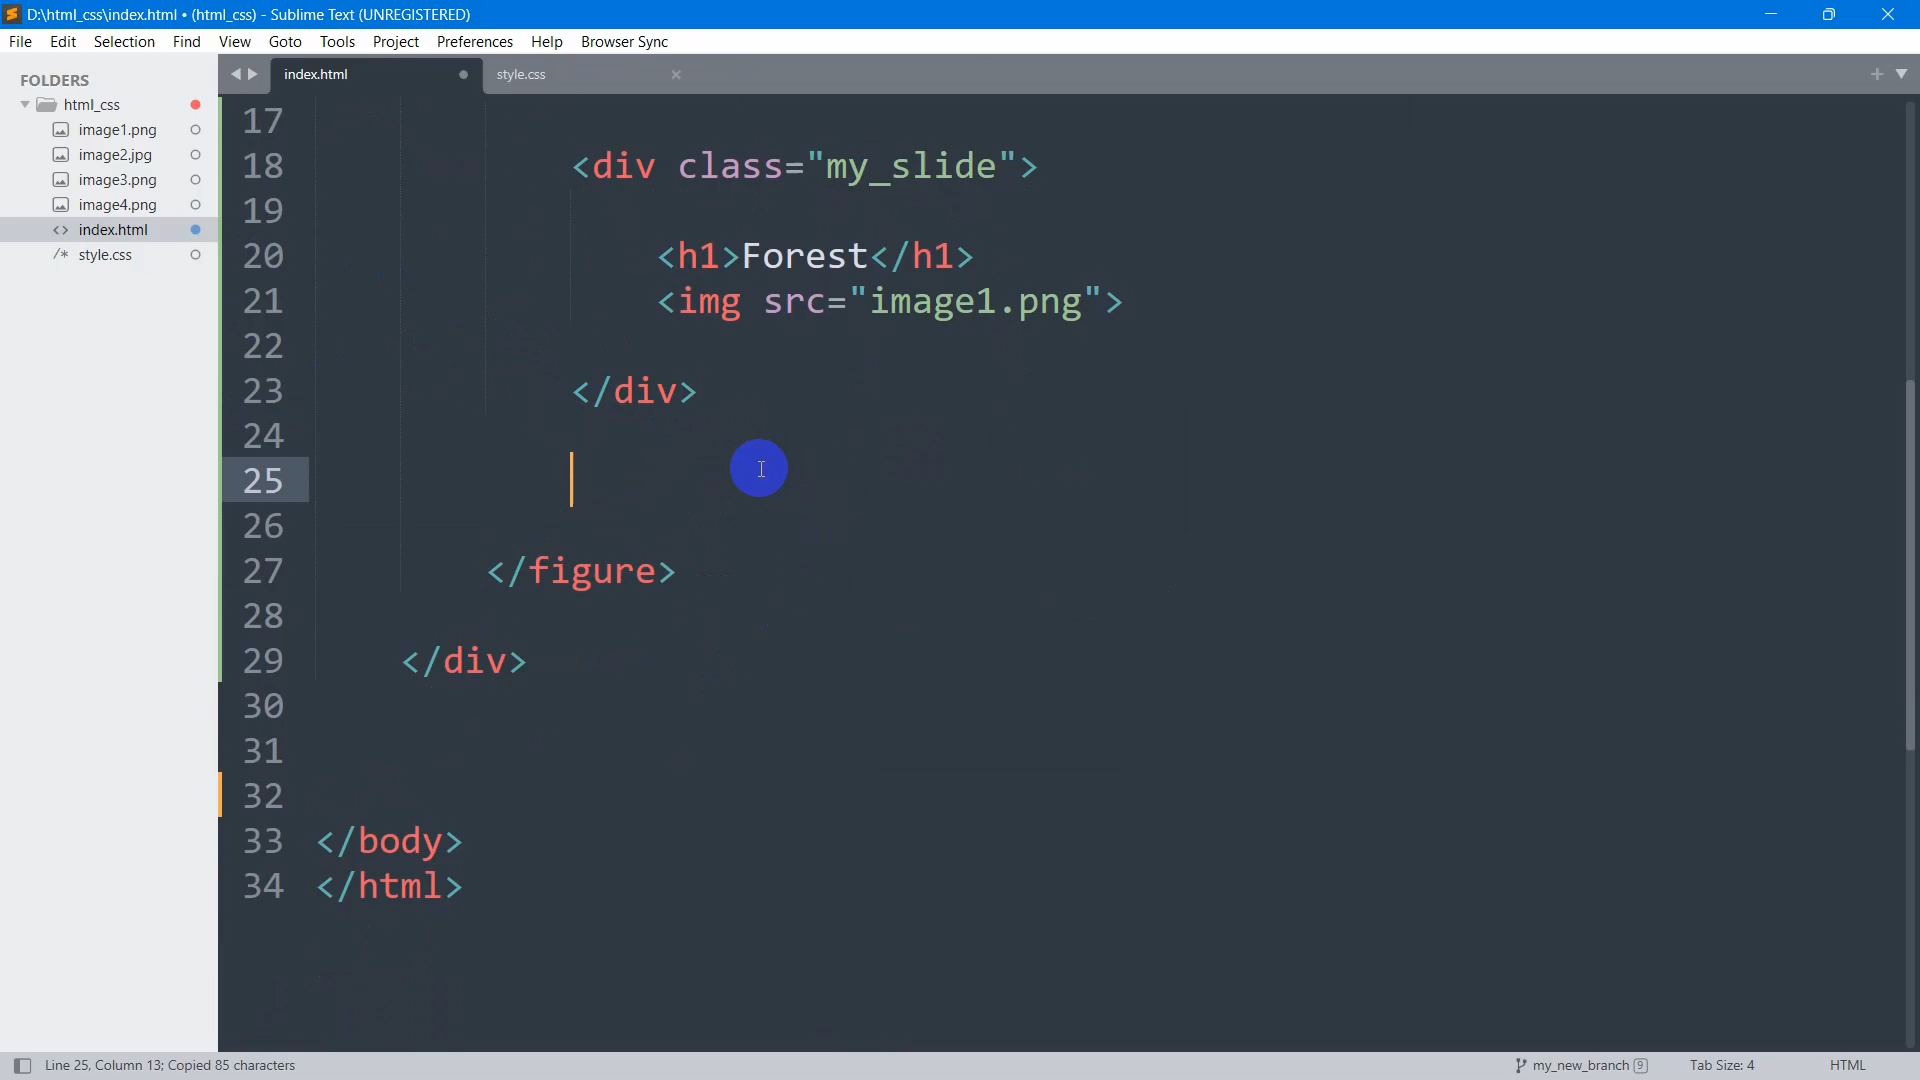 D:\html_css\index.html • (html_css) - Sublime Text (UNREGISTERED)
File Edit Selection Find View Goto Tools Project Preferences Help Browser Sync
FOLDERS
html_css
image1.png
image2.jpg
image3.png
image4.png
<> index.html
/* style.css
index.html
style.css
17
18 <div class="my_slide">
19
20 <h1>Forest</h1>
21 <img src="image1.png">
22
23 </div>
24
25
26
27 </figure>
28
29 </div>
30
31
32
33 </body>
34 </html>
Line 25, Column 13; Copied 85 characters
my_new_branch 9
Tab Size: 4
HTML